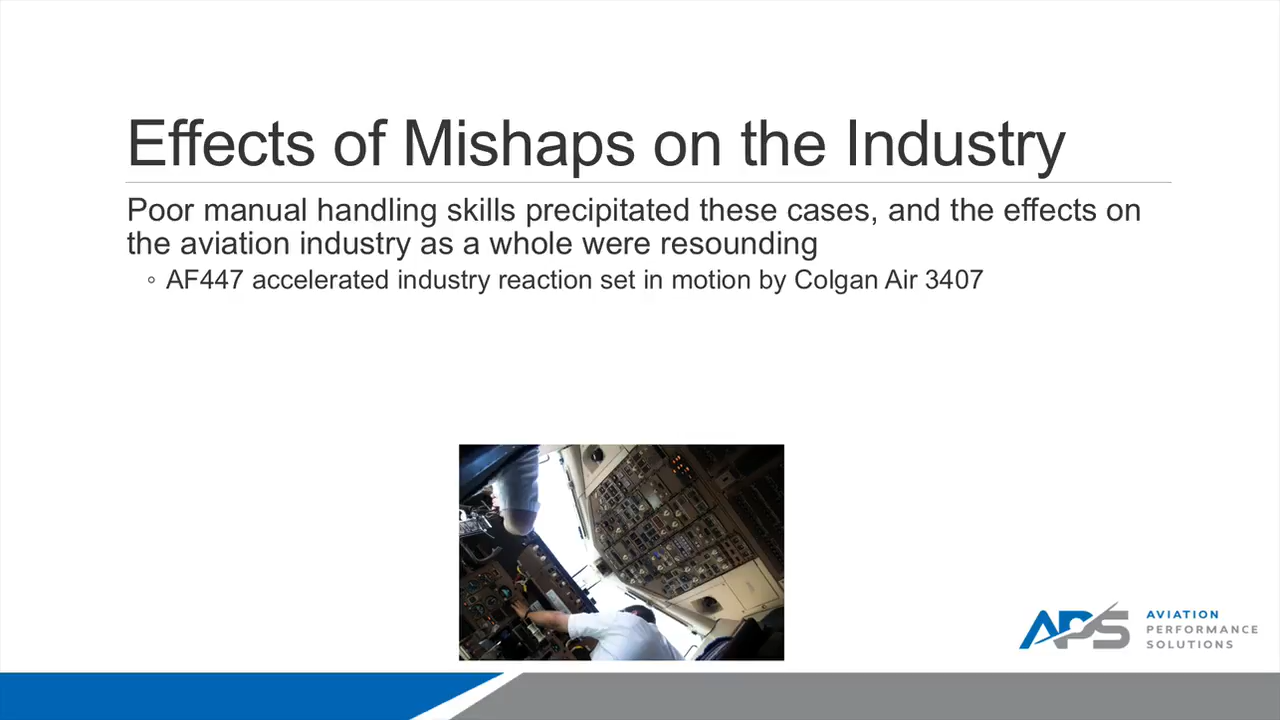 Effects of Mishaps on the Industry
Poor manual handling skills precipitated these cases, and the effects on
the aviation industry as a whole were resounding
◦ AF447 accelerated industry reaction set in motion by Colgan Air 3407
APS
AVIATION
PERFORMANCE
SOLUTIONS